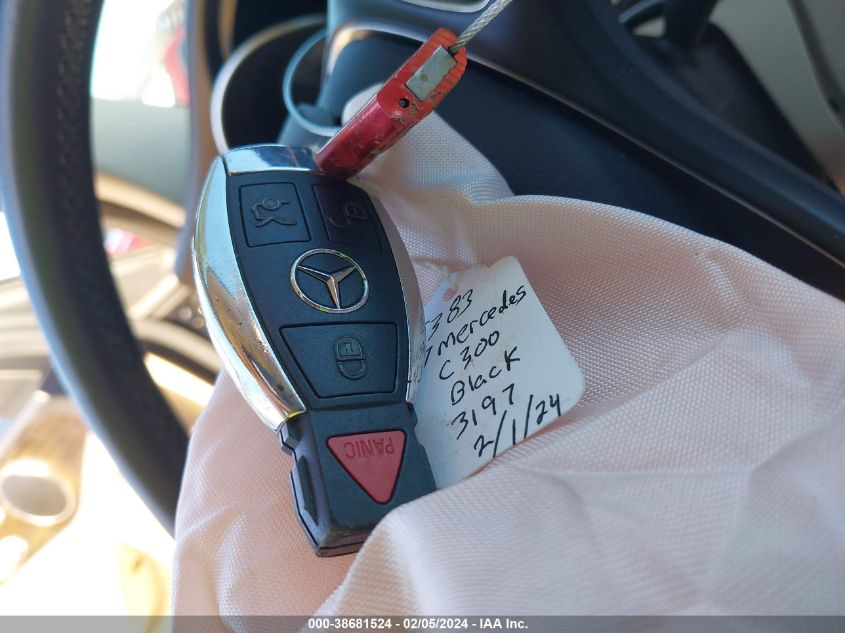 PANIC
383
Mercedes
C300
Black
3197
2/1/24
000-38681524 - 02/05/2024 - IAA Inc.